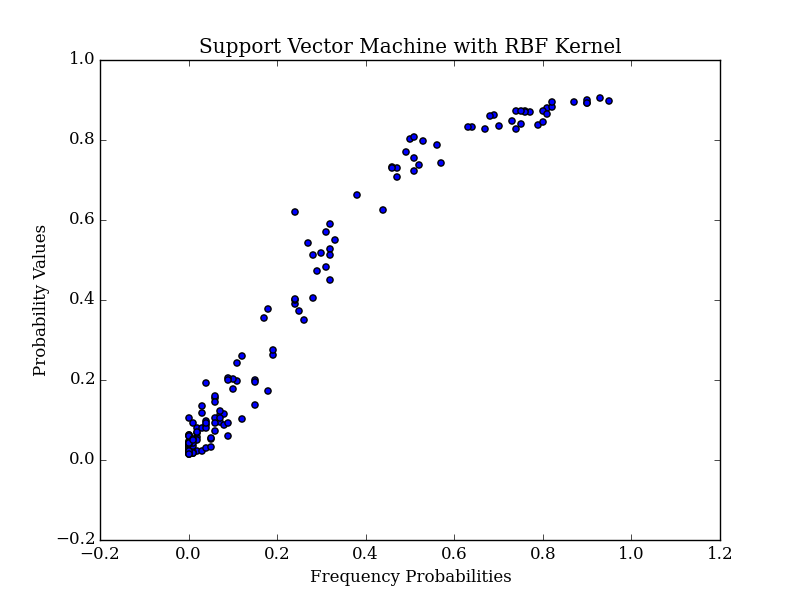 Support Vector Machine with RBF Kernel
1.0
0.8
0.6
0.4
0.2
0.0
−0.2
Probability Values
−0.2 0.0 0.2 0.4 0.6 0.8 1.0 1.2
Frequency Probabilities